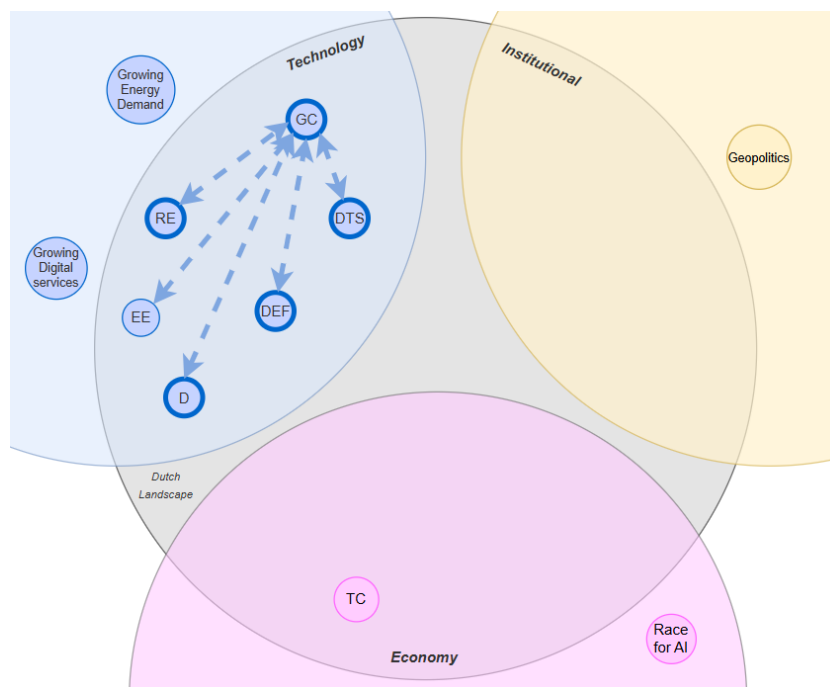 Technology
Institutional
Growing
Energy
Demand
GC
Geopolitics
RE
DTS
Growing
Digital
services
EE
DEF
D
Dutch
Landscape
TC
Race
for AI
Economy